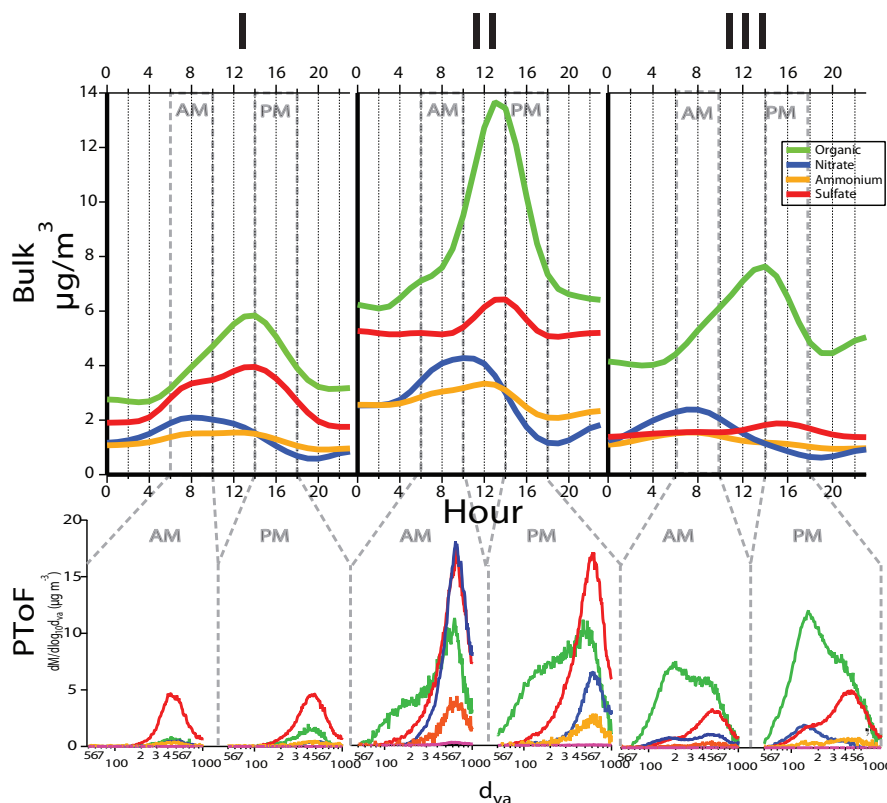 I II III
0 4 8 12 16 20 0 4 8 12 16 20 0 4 8 12 16 20
14
12
10
8
6
4
2
0
Bulk
µg/m³
AM PM AM PM AM PM
Organic
Nitrate
Ammonium
Sulfate
0 4 8 12 16 20 0 4 8 12 16 20 0 4 8 12 16 20
Hour
20
15
10
5
0
PToF
dM/dlog₁₀dva (µg m⁻³)
AM PM AM PM AM PM
567 2 3 4567 567 2 3 4567 567 2 3 4567 567 2 3 4567 567 2 3 4567 567 2 3 456
100 1000 100 1000 100 1000 100 1000 100 1000 100 1000
dva